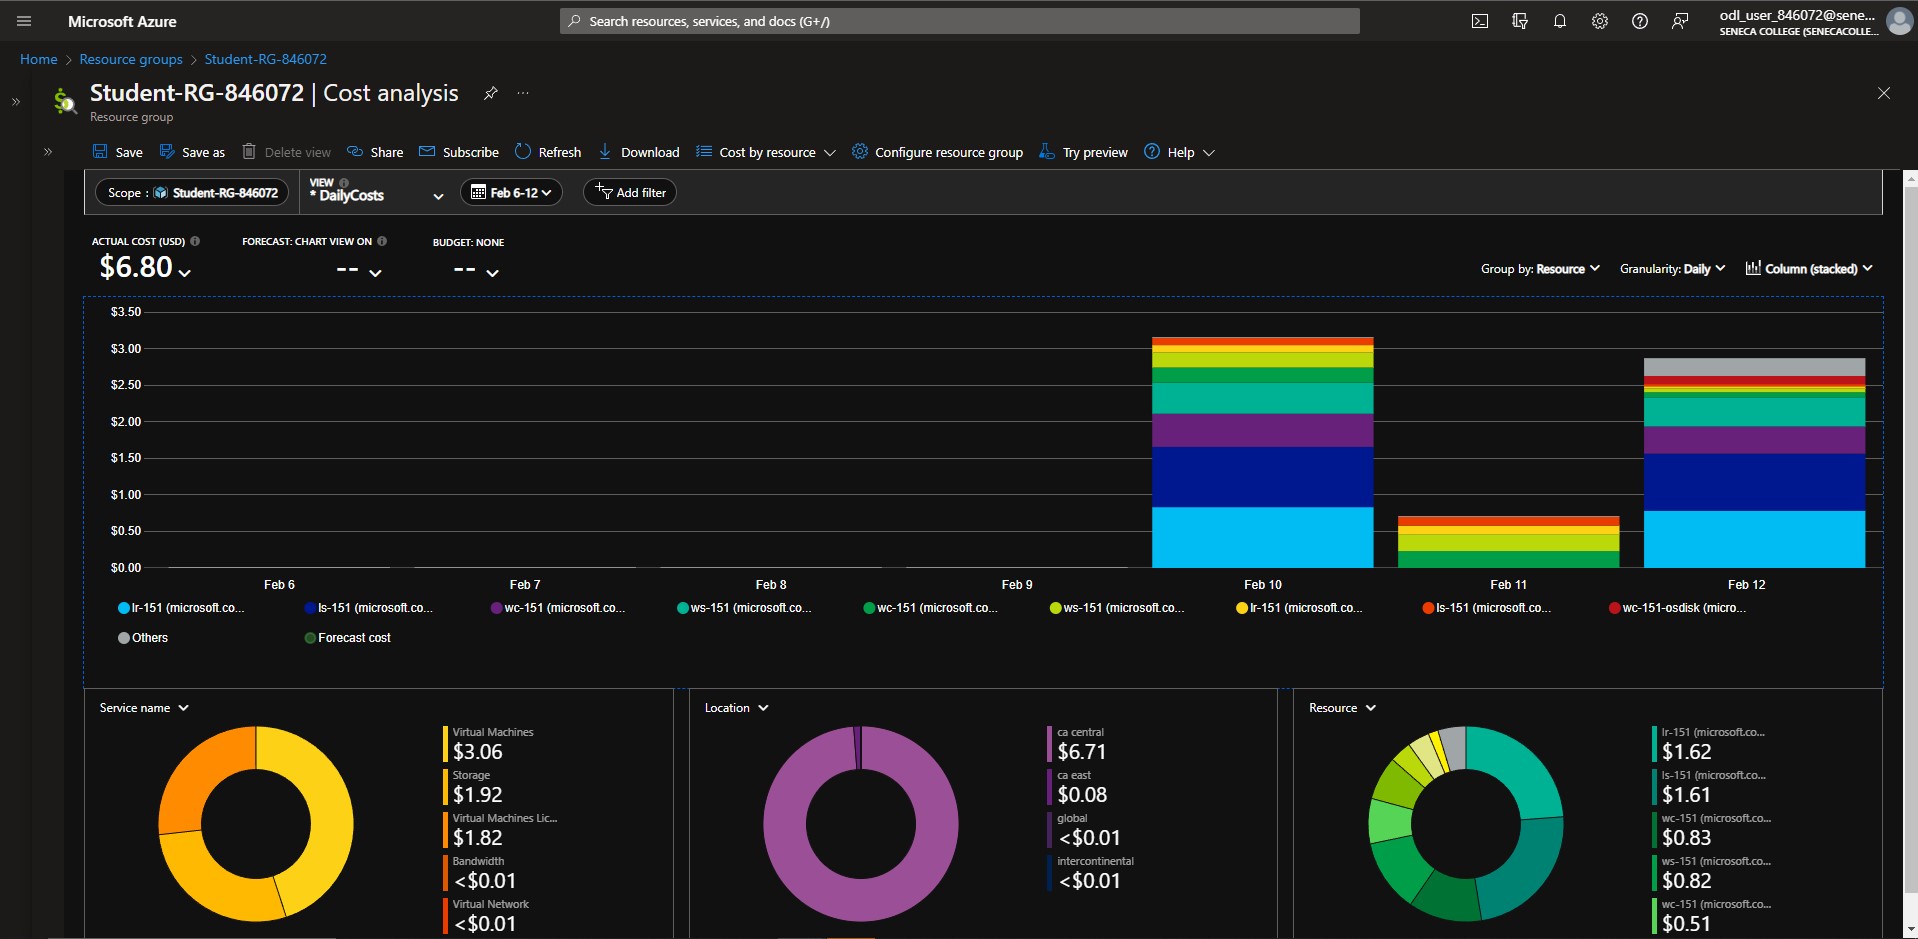 Microsoft Azure
Search resources, services, and docs (G+/)
odl_user_846072@sene...
SENECA COLLEGE (SENECACOLLE...
Home > Resource groups > Student-RG-846072
Student-RG-846072 | Cost analysis ...
Resource group
Save Save as Delete view Share Subscribe Refresh Download Cost by resource Configure resource group Try preview Help
Scope : Student-RG-846072
VIEW
* DailyCosts
Feb 6-12
Add filter
ACTUAL COST (USD) FORECAST: CHART VIEW ON BUDGET: NONE
$6.80 -- --
Group by: Resource Granularity: Daily Column (stacked)
$3.50
$3.00
$2.50
$2.00
$1.50
$1.00
$0.50
$0.00
Feb 6 Feb 7 Feb 8 Feb 9 Feb 10 Feb 11 Feb 12
lr-151 (microsoft.co... ls-151 (microsoft.co... wc-151 (microsoft.co... ws-151 (microsoft.co... wc-151 (microsoft.co... ws-151 (microsoft.co... lr-151 (microsoft.co... ls-151 (microsoft.co... wc-151-osdisk (micro...
Others Forecast cost
Service name
Virtual Machines
$3.06
Storage
$1.92
Virtual Machines Lic...
$1.82
Bandwidth
<$0.01
Virtual Network
<$0.01
Location
ca central
$6.71
ca east
$0.08
global
<$0.01
intercontinental
<$0.01
Resource
lr-151 (microsoft.co...
$1.62
ls-151 (microsoft.co...
$1.61
wc-151 (microsoft.co...
$0.83
ws-151 (microsoft.co...
$0.82
wc-151 (microsoft.co...
$0.51